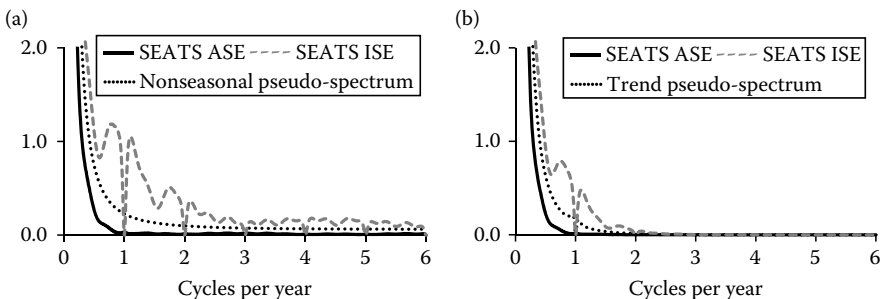 (a)
2.0
1.0
0.0
SEATS ASE
SEATS ISE
Nonseasonal pseudo-spectrum
0 1 2 3 4 5 6
Cycles per year
(b)
2.0
1.0
0.0
SEATS ASE
SEATS ISE
Trend pseudo-spectrum
0 1 2 3 4 5 6
Cycles per year